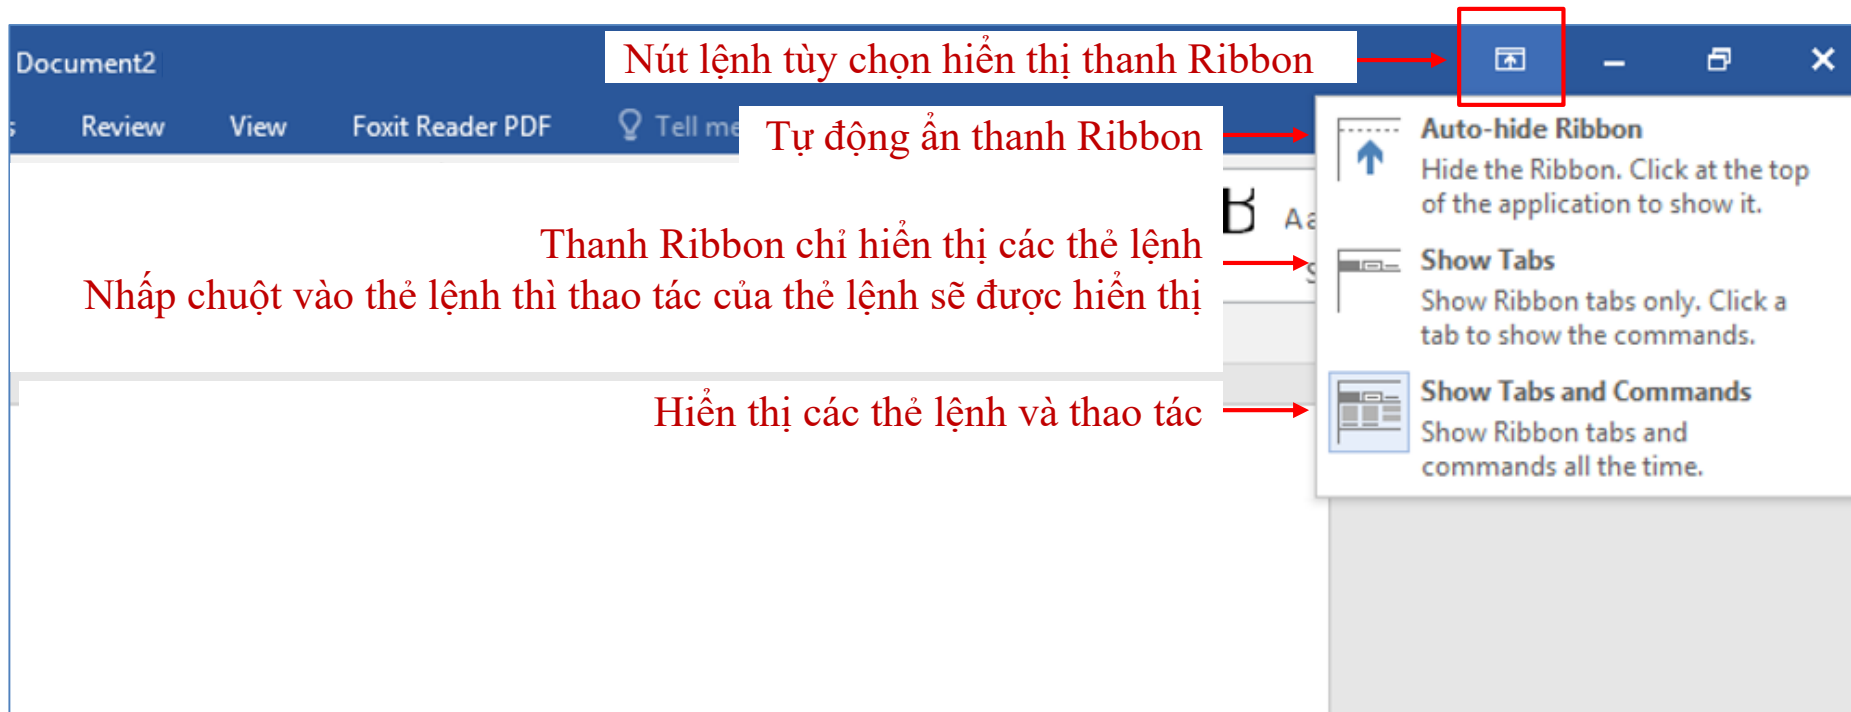 Document2
Nút lệnh tùy chọn hiển thị thanh Ribbon
Review View Foxit Reader PDF Tell me
Tự động ẩn thanh Ribbon
Auto-hide Ribbon
Hide the Ribbon. Click at the top
of the application to show it.
Thanh Ribbon chỉ hiển thị các thẻ lệnh
Nhấp chuột vào thẻ lệnh thì thao tác của thẻ lệnh sẽ được hiển thị
Show Tabs
Show Ribbon tabs only. Click a
tab to show the commands.
Hiển thị các thẻ lệnh và thao tác
Show Tabs and Commands
Show Ribbon tabs and
commands all the time.